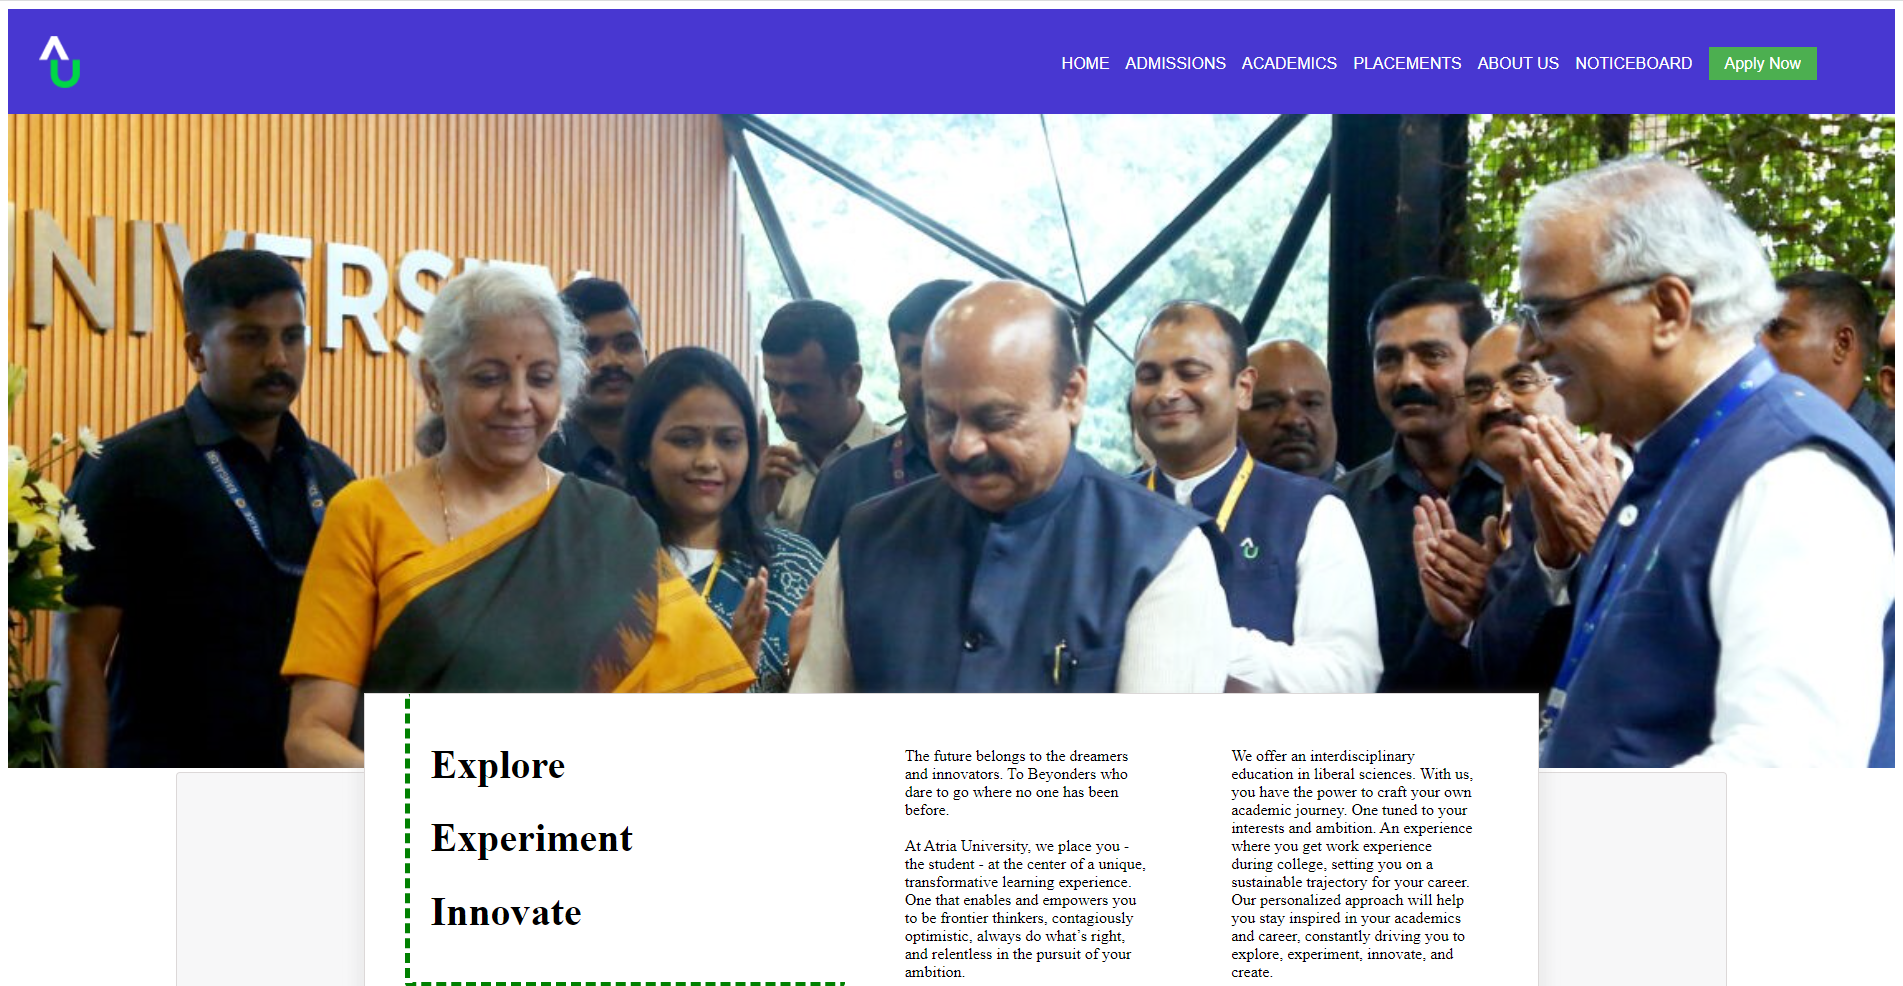 HOME ADMISSIONS ACADEMICS PLACEMENTS ABOUT US NOTICEBOARD Apply Now
NIVERSITY
Explore
Experiment
Innovate
The future belongs to the dreamers
and innovators. To Beyonders who
dare to go where no one has been
before.
At Atria University, we place you -
the student - at the center of a unique,
transformative learning experience.
One that enables and empowers you
to be frontier thinkers, contagiously
optimistic, always do what’s right,
and relentless in the pursuit of your
ambition.
We offer an interdisciplinary
education in liberal sciences. With us,
you have the power to craft your own
academic journey. One tuned to your
interests and ambition. An experience
where you get work experience
during college, setting you on a
sustainable trajectory for your career.
Our personalized approach will help
you stay inspired in your academics
and career, constantly driving you to
explore, experiment, innovate, and
create.